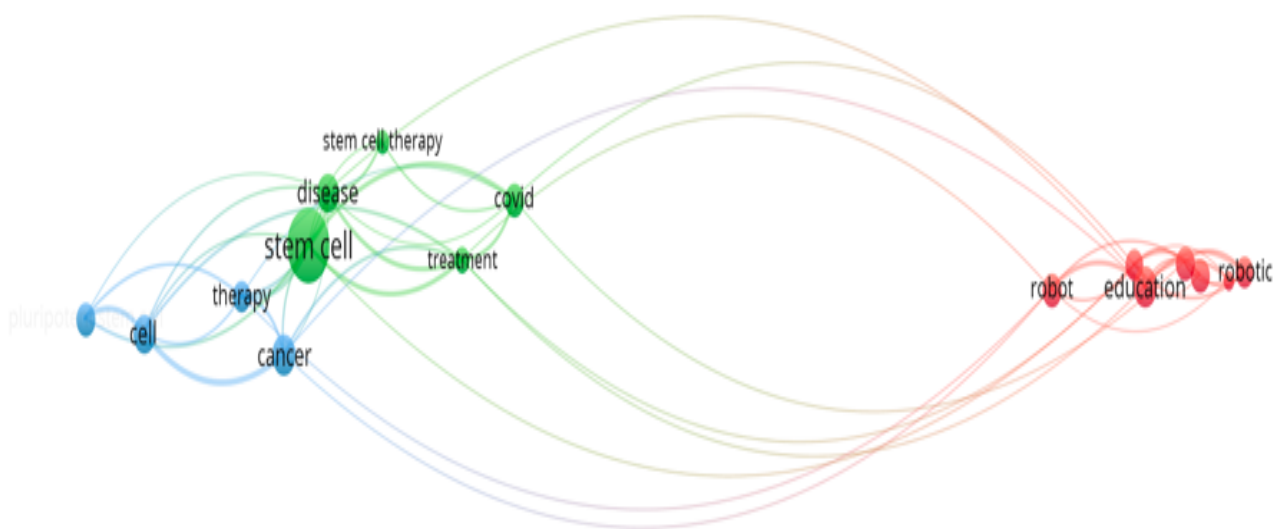 stem cell therapy
disease
covid
stem cell
treatment
therapy
robotic
robot
education
cell
cancer